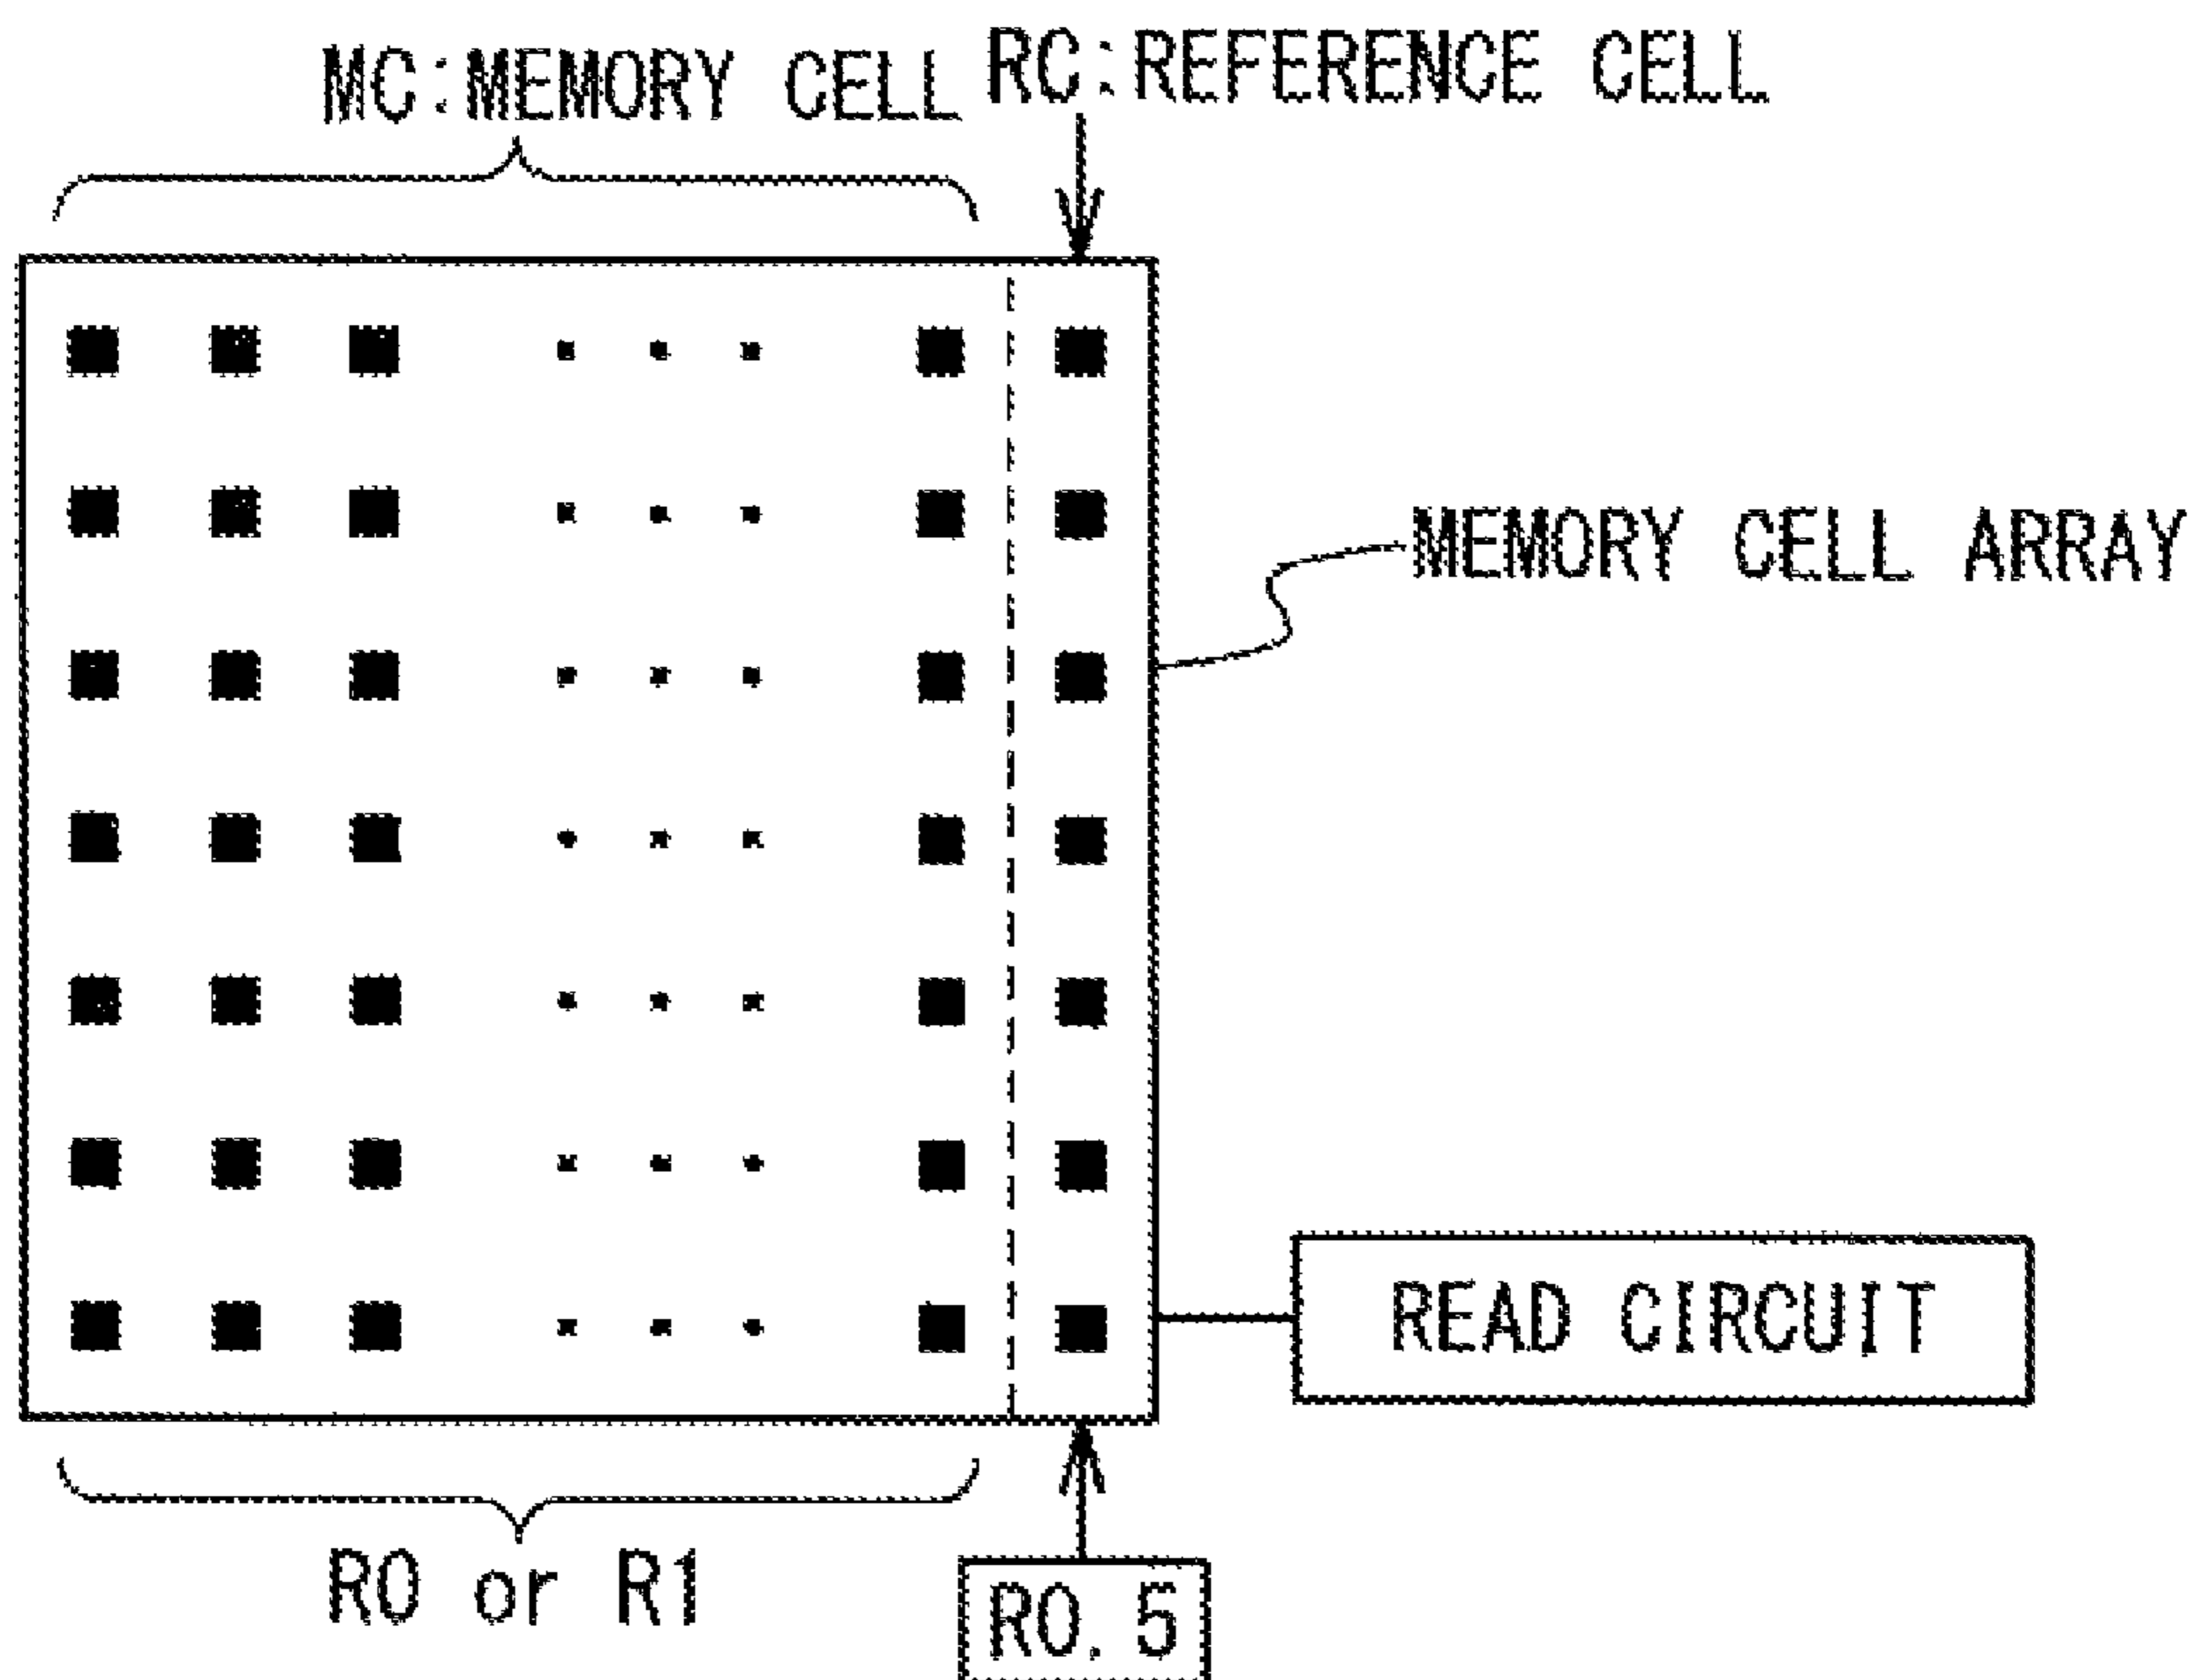 MC:MEMORY CELL
RC:REFERENCE CELL
MEMORY CELL ARRAY
READ CIRCUIT
R0 or R1
R0.5